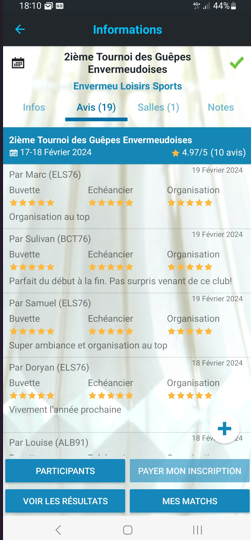 18:10
44%
Informations
2ième Tournoi des Guêpes
Envermeudoises
Envermeu Loisirs Sports
Infos Avis (19) Salles (1) Notes
2ième Tournoi des Guêpes Envermeudoises
17-18 Février 2024 4.97/5 (10 avis)
Par Marc (ELS76) 19 Février 2024
Buvette Echéancier Organisation
Organisation au top
Par Sulivan (BCT76) 19 Février 2024
Buvette Echéancier Organisation
Parfait du début à la fin. Pas surpris venant de ce club!
Par Samuel (ELS76) 19 Février 2024
Buvette Echéancier Organisation
Super ambiance et organisation au top
Par Doryan (ELS76) 18 Février 2024
Buvette Echéancier Organisation
Vivement l'année prochaine
Par Louise (ALB91) 18 2024
+
PARTICIPANTS PAYER MON INSCRIPTION
VOIR LES RÉSULTATS MES MATCHS